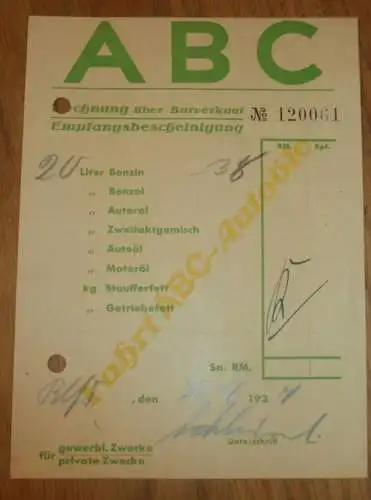 ABC
Rechnung über Barverkauf
Empfangsbescheinigung
№ 120061
RM. Rpf.
20 Liter Benzin 38
„ Benzol
„ Autorol
„ Zweitaktgemisch
„ Autoöl
„ Motoröl
kg Staufferfett
„ Getriebefett
Fahrt ABC-Autoöle
Sa. RM.
, den 193
Unterschrift
für gewerbl. Zwecke
private Zwecke